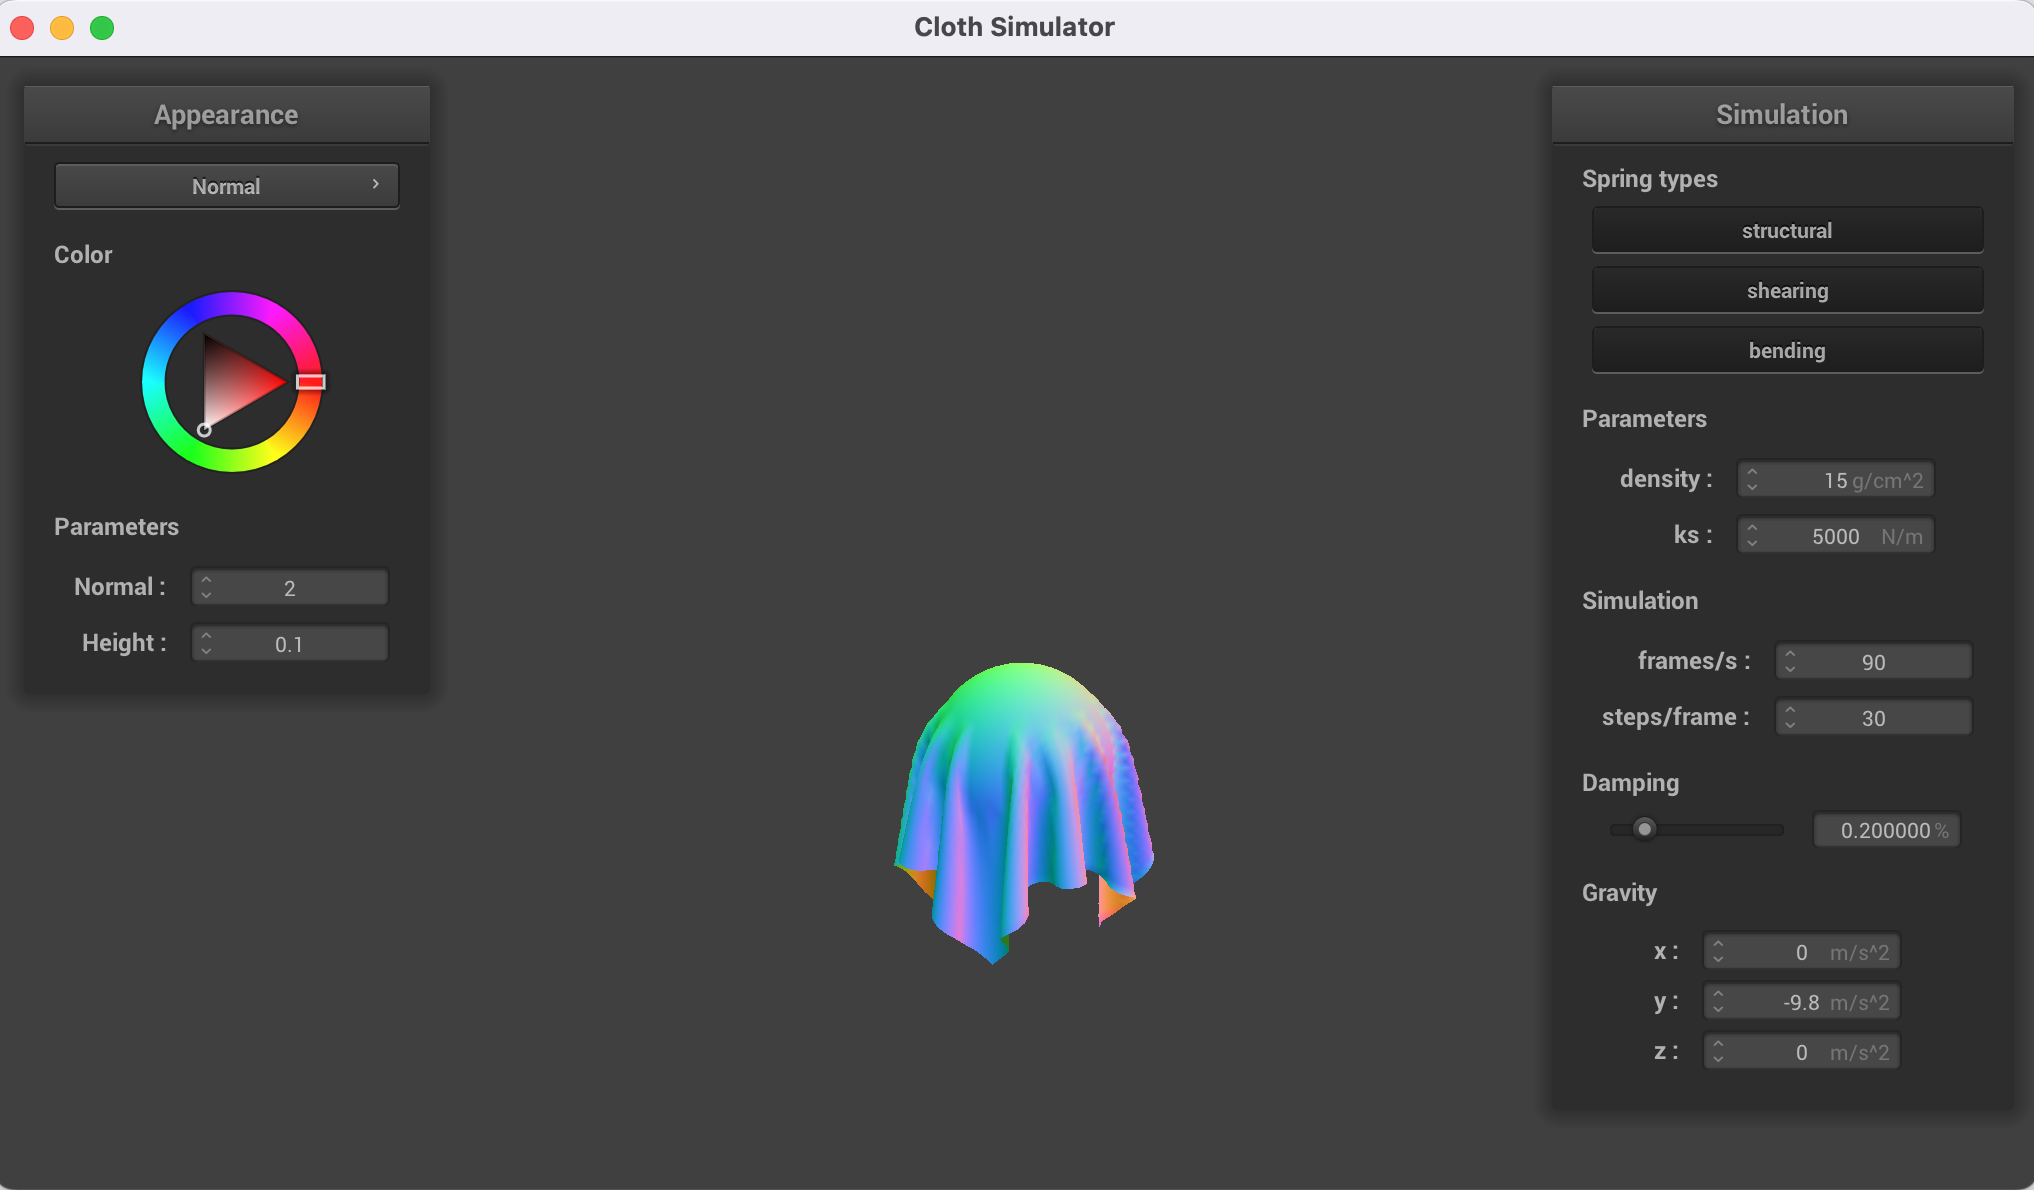 Cloth Simulator
Appearance
Normal
Color
Parameters
Normal :
2
Height :
0.1
Simulation
Spring types
structural
shearing
bending
Parameters
density :
15 g/cm^2
ks :
5000 N/m
Simulation
frames/s :
90
steps/frame :
30
Damping
0.200000 %
Gravity
x :
0 m/s^2
y :
-9.8 m/s^2
z :
0 m/s^2